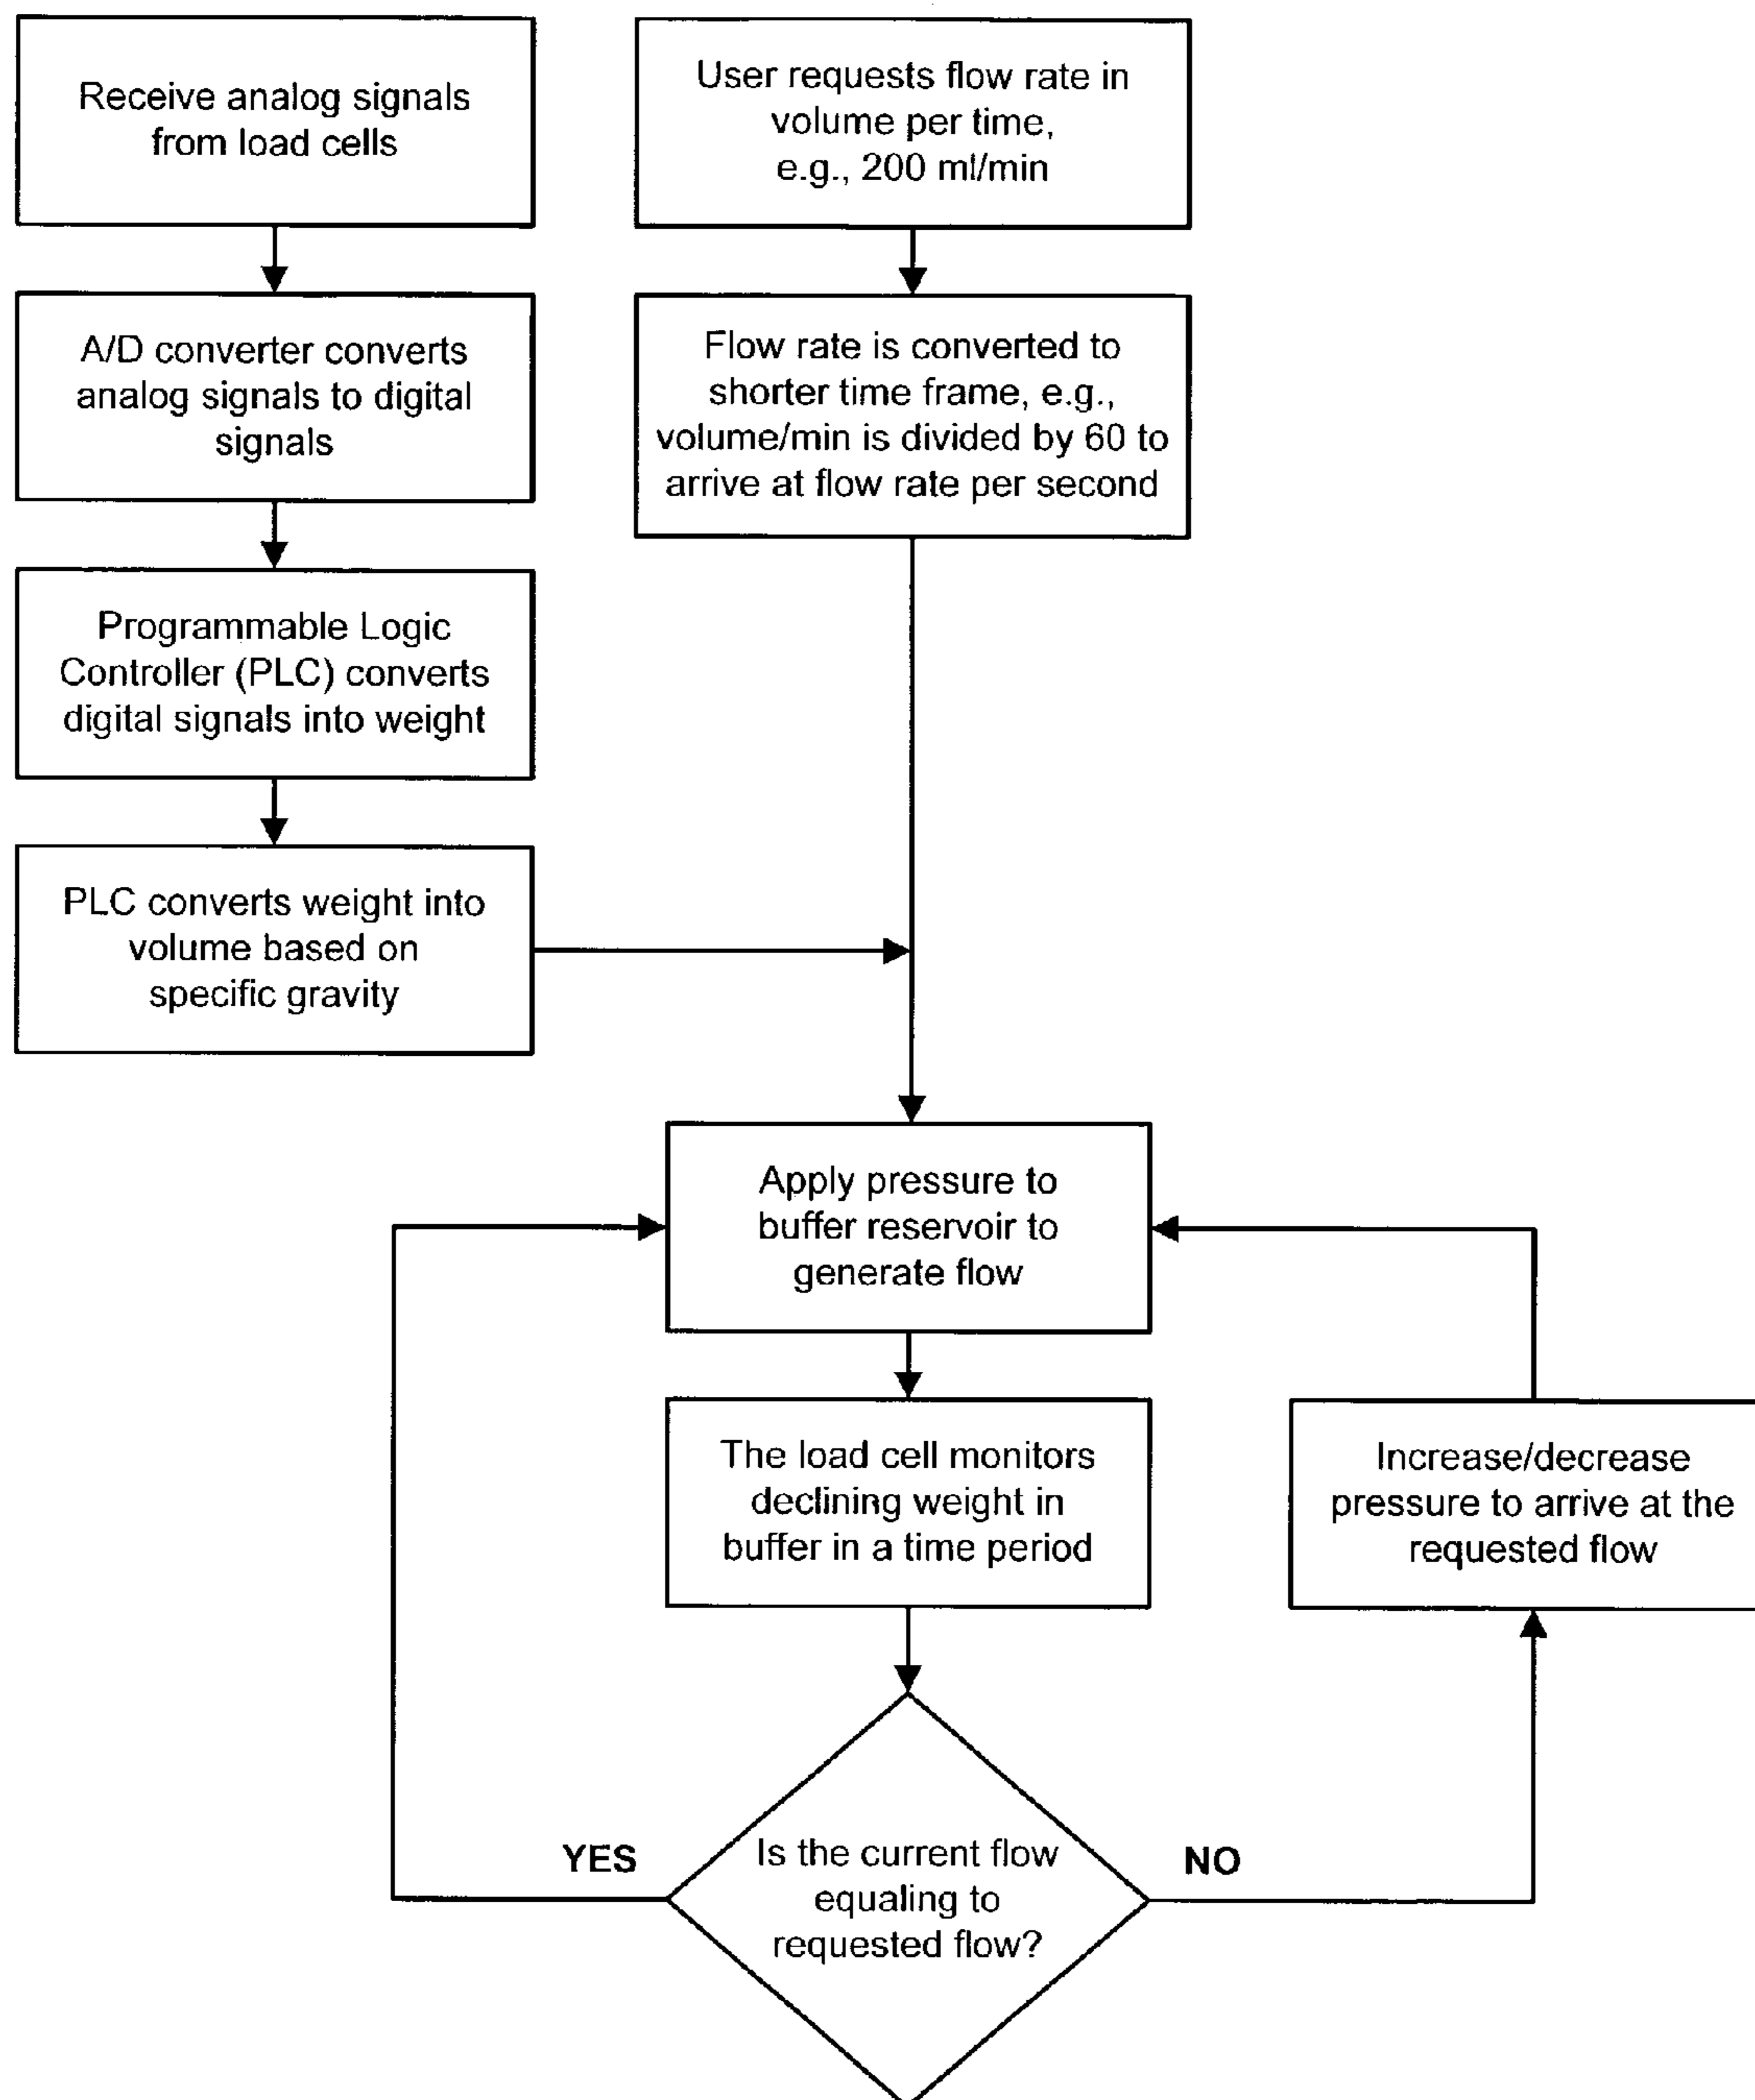 Receive analog signals
from load cells
User requests flow rate in
volume per time,
e.g., 200 ml/min
A/D converter converts
analog signals to digital
signals
Flow rate is converted to
shorter time frame, e.g.,
volume/min is divided by 60 to
arrive at flow rate per second
Programmable Logic
Controller (PLC) converts
digital signals into weight
PLC converts weight into
volume based on
specific gravity
Apply pressure to
buffer reservoir to
generate flow
The load cell monitors
declining weight in
buffer in a time period
Increase/decrease
pressure to arrive at the
requested flow
YES
Is the current flow
equaling to
requested flow?
NO